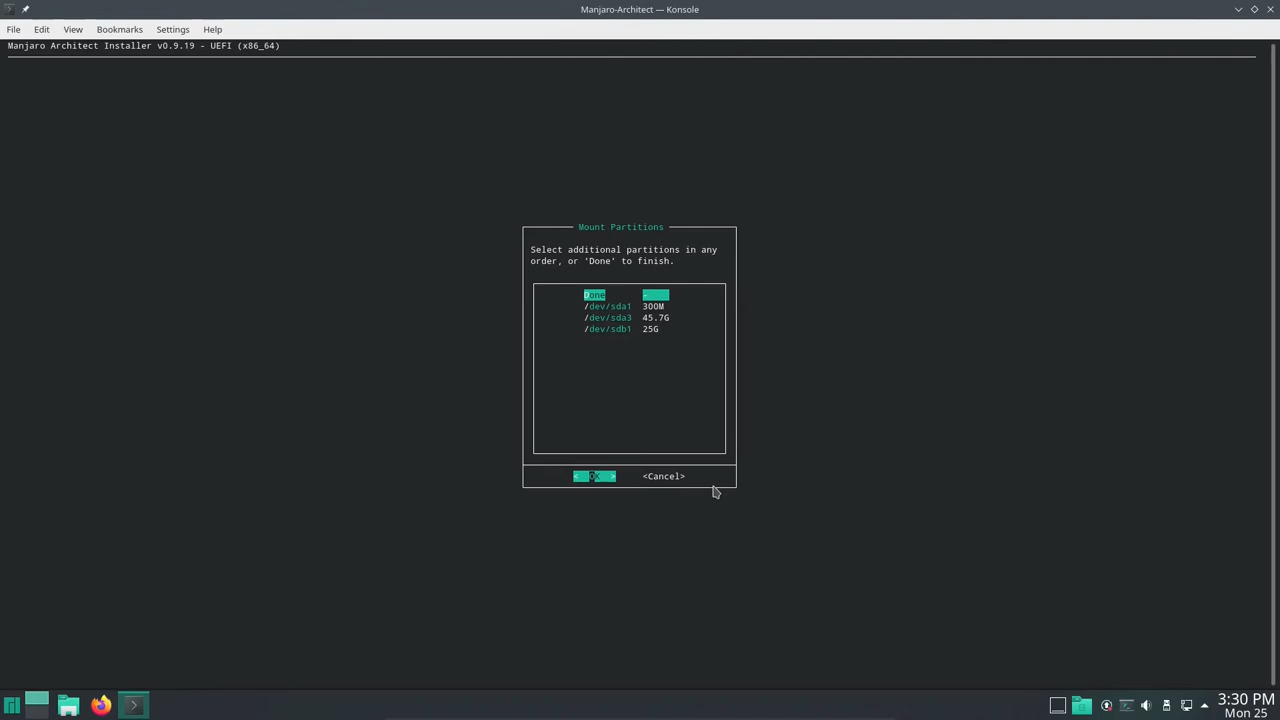 Manjaro-Architect — Konsole
File Edit View Bookmarks Settings Help
Manjaro Architect Installer v0.9.19 - UEFI (x86_64)
Mount Partitions
Select additional partitions in any
order, or 'Done' to finish.
Done -
/dev/sda1 300M
/dev/sda3 45.7G
/dev/sdb1 25G
< OK > <Cancel>
3:30 PM
Mon 25